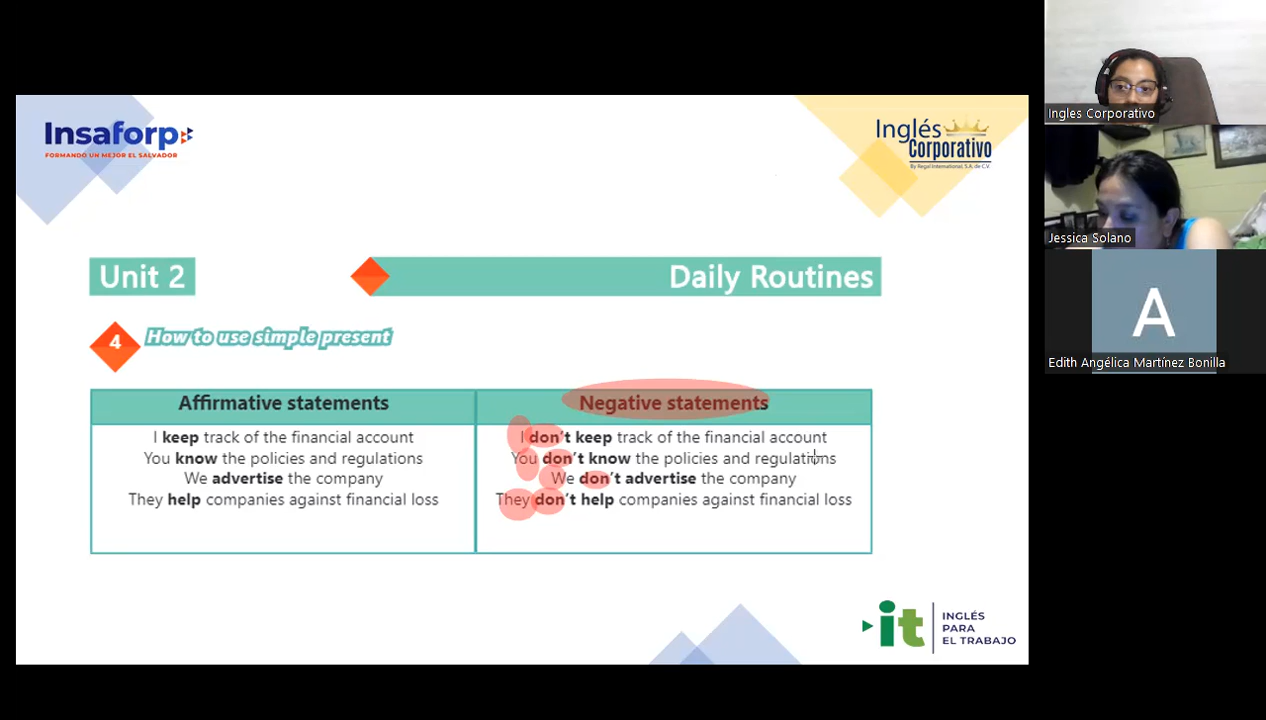 Insaforp
FORMANDO UN MEJOR EL SALVADOR
Inglés
Corporativo
By Regal International, S.A. de C.V.
Unit 2
Daily Routines
4
How to use simple present
Affirmative statements
I keep track of the financial account
You know the policies and regulations
We advertise the company
They help companies against financial loss
Negative statements
I don't keep track of the financial account
You don't know the policies and regulations
We don't advertise the company
They don't help companies against financial loss
it
INGLÉS
PARA
EL TRABAJO
Ingles Corporativo
Jessica Solano
A
Edith Angélica Martínez Bonilla